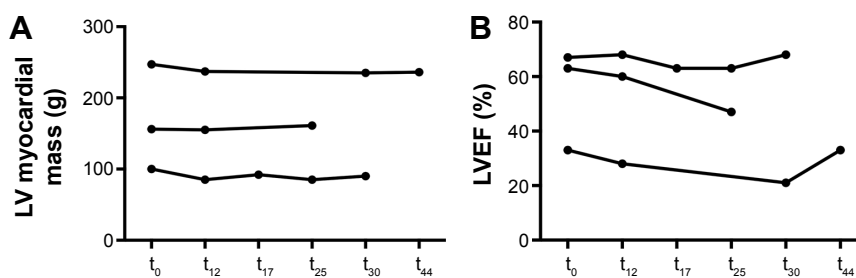 A
LV myocardial
mass (g)
300
200
100
0
t₀ t₁₂ t₁₇ t₂₅ t₃₀ t₄₄
B
LVEF (%)
80
60
40
20
0
t₀ t₁₂ t₁₇ t₂₅ t₃₀ t₄₄